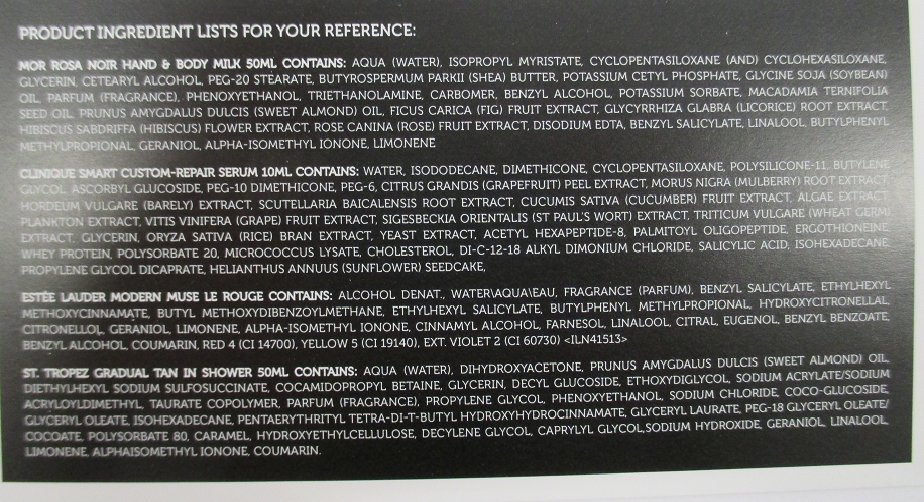 PRODUCT INGREDIENT LISTS FOR YOUR REFERENCE:
MOR ROSA NOIR HAND & BODY MILK 50ML CONTAINS: AQUA (WATER), ISOPROPYL MYRISTATE, CYCLOPENTASILOXANE (AND) CYCLOHEXASILOXANE,
GLYCERIN, CETEARYL ALCOHOL, PEG-20 STEARATE, BUTYROSPERMUM PARKII (SHEA) BUTTER, POTASSIUM CETYL PHOSPHATE, GLYCINE SOJA (SOYBEAN)
OIL, PARFUM (FRAGRANCE), PHENOXYETHANOL, TRIETHANOLAMINE, CARBOMER, BENZYL ALCOHOL, POTASSIUM SORBATE, MACADAMIA TERNIFOLIA
SEED OIL, PRUNUS AMYGDALUS DULCIS (SWEET ALMOND) OIL, FICUS CARICA (FIG) FRUIT EXTRACT, GLYCYRRHIZA GLABRA (LICORICE) ROOT EXTRACT,
HIBISCUS SABDRIFFA (HIBISCUS) FLOWER EXTRACT, ROSE CANINA (ROSE) FRUIT EXTRACT, DISODIUM EDTA, BENZYL SALICYLATE, LINALOOL, BUTYLPHENYL
METHYLPROPIONAL, GERANIOL, ALPHA-ISOMETHYL IONONE, LIMONENE
CLINIQUE SMART CUSTOM-REPAIR SERUM 10ML CONTAINS: WATER, ISODODECANE, DIMETHICONE, CYCLOPENTASILOXANE, POLYSILICONE-11, BUTYLENE
GLYCOL, ASCORBYL GLUCOSIDE, PEG-10 DIMETHICONE, PEG-6, CITRUS GRANDIS (GRAPEFRUIT) PEEL EXTRACT, MORUS NIGRA (MULBERRY) ROOT EXTRACT,
HORDEUM VULGARE (BARELY) EXTRACT, SCUTELLARIA BAICALENSIS ROOT EXTRACT, CUCUMIS SATIVA (CUCUMBER) FRUIT EXTRACT, ALGAE EXTRACT,
PLANKTON EXTRACT, VITIS VINIFERA (GRAPE) FRUIT EXTRACT, SIGESBECKIA ORIENTALIS (ST PAUL'S WORT) EXTRACT, TRITICUM VULGARE (WHEAT GERM)
EXTRACT, GLYCERIN, ORYZA SATIVA (RICE) BRAN EXTRACT, YEAST EXTRACT, ACETYL HEXAPEPTIDE-8, PALMITOYL OLIGOPEPTIDE, ERGOTHIONEINE,
WHEY PROTEIN, POLYSORBATE 20, MICROCOCCUS LYSATE, CHOLESTEROL, DI-C-12-18 ALKYL DIMONIUM CHLORIDE, SALICYLIC ACID, ISOHEXADECANE,
PROPYLENE GLYCOL DICAPRATE, HELIANTHUS ANNUUS (SUNFLOWER) SEEDCAKE,
ESTÉE LAUDER MODERN MUSE LE ROUGE CONTAINS: ALCOHOL DENAT., WATER\AQUA\EAU, FRAGRANCE (PARFUM), BENZYL SALICYLATE, ETHYLHEXYL
METHOXYCINNAMATE, BUTYL METHOXYDIBENZOYLMETHANE, ETHYLHEXYL SALICYLATE, BUTYLPHENYL METHYLPROPIONAL, HYDROXYCITRONELLAL,
CITRONELLOL, GERANIOL, LIMONENE, ALPHA-ISOMETHYL IONONE, CINNAMYL ALCOHOL, FARNESOL, LINALOOL, CITRAL, EUGENOL, BENZYL BENZOATE,
BENZYL ALCOHOL, COUMARIN, RED 4 (CI 14700), YELLOW 5 (CI 19140), EXT. VIOLET 2 (CI 60730) <ILN41513>
ST. TROPEZ GRADUAL TAN IN SHOWER 50ML CONTAINS: AQUA (WATER), DIHYDROXYACETONE, PRUNUS AMYGDALUS DULCIS (SWEET ALMOND) OIL,
DIETHYLHEXYL SODIUM SULFOSUCCINATE, COCAMIDOPROPYL BETAINE, GLYCERIN, DECYL GLUCOSIDE, ETHOXYDIGLYCOL, SODIUM ACRYLATE/SODIUM
ACRYLOYLDIMETHYL, TAURATE COPOLYMER, PARFUM (FRAGRANCE), PROPYLENE GLYCOL, PHENOXYETHANOL, SODIUM CHLORIDE, COCO-GLUCOSIDE,
GLYCERYL OLEATE, ISOHEXADECANE, PENTAERYTHRITYL TETRA-DI-T-BUTYL HYDROXYHYDROCINNAMATE, GLYCERYL LAURATE, PEG-18 GLYCERYL OLEATE/
COCOATE, POLYSORBATE 80, CARAMEL, HYDROXYETHYLCELLULOSE, DECYLENE GLYCOL, CAPRYLYL GLYCOL,SODIUM HYDROXIDE, GERANIOL, LINALOOL,
LIMONENE, ALPHAISOMETHYL IONONE, COUMARIN.